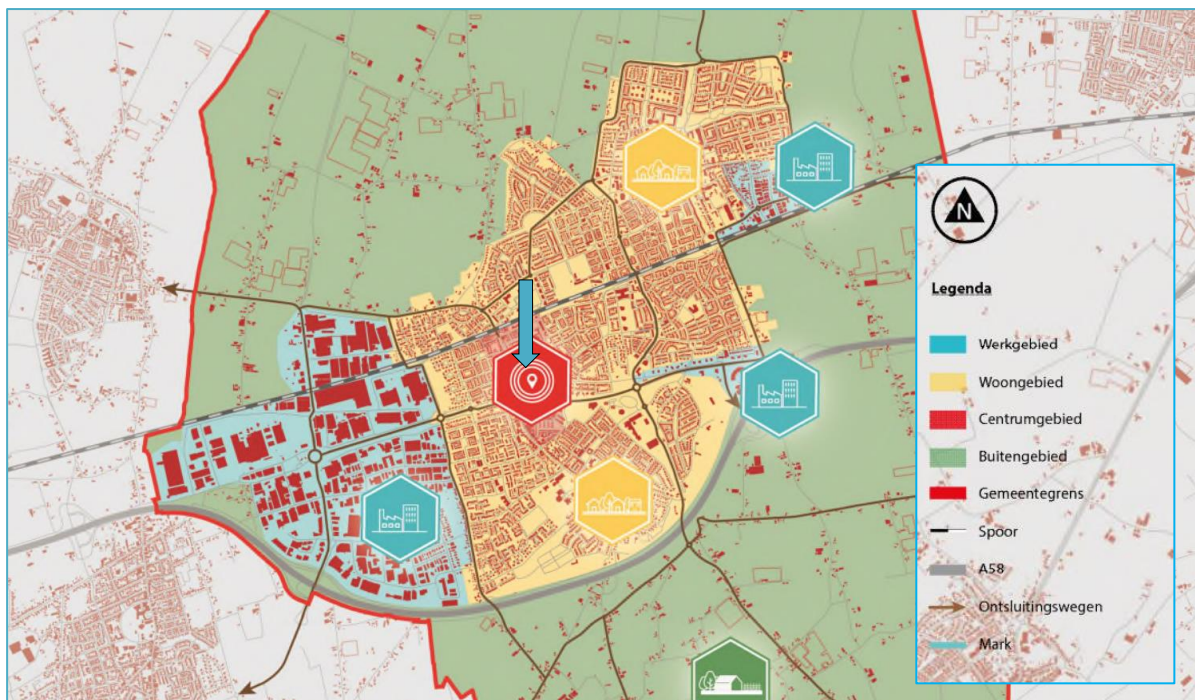 N
Legenda
Werkgebied
Woongebied
Centrumgebied
Buitengebied
Gemeentegrens
Spoor
A58
Ontsluitingswegen
Mark